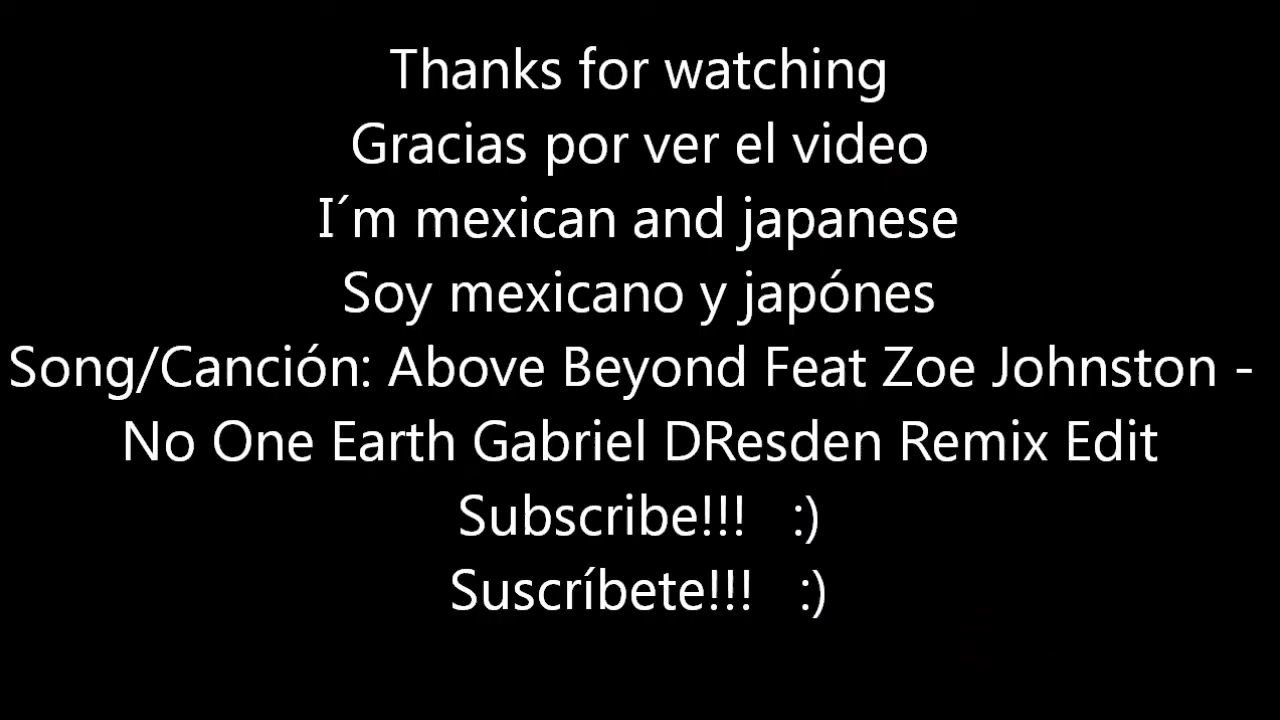 Thanks for watching
Gracias por ver el video
I´m mexican and japanese
Soy mexicano y japónes
Song/Canción: Above Beyond Feat Zoe Johnston -
No One Earth Gabriel DResden Remix Edit
Subscribe!!!   :)
Suscríbete!!!   :)